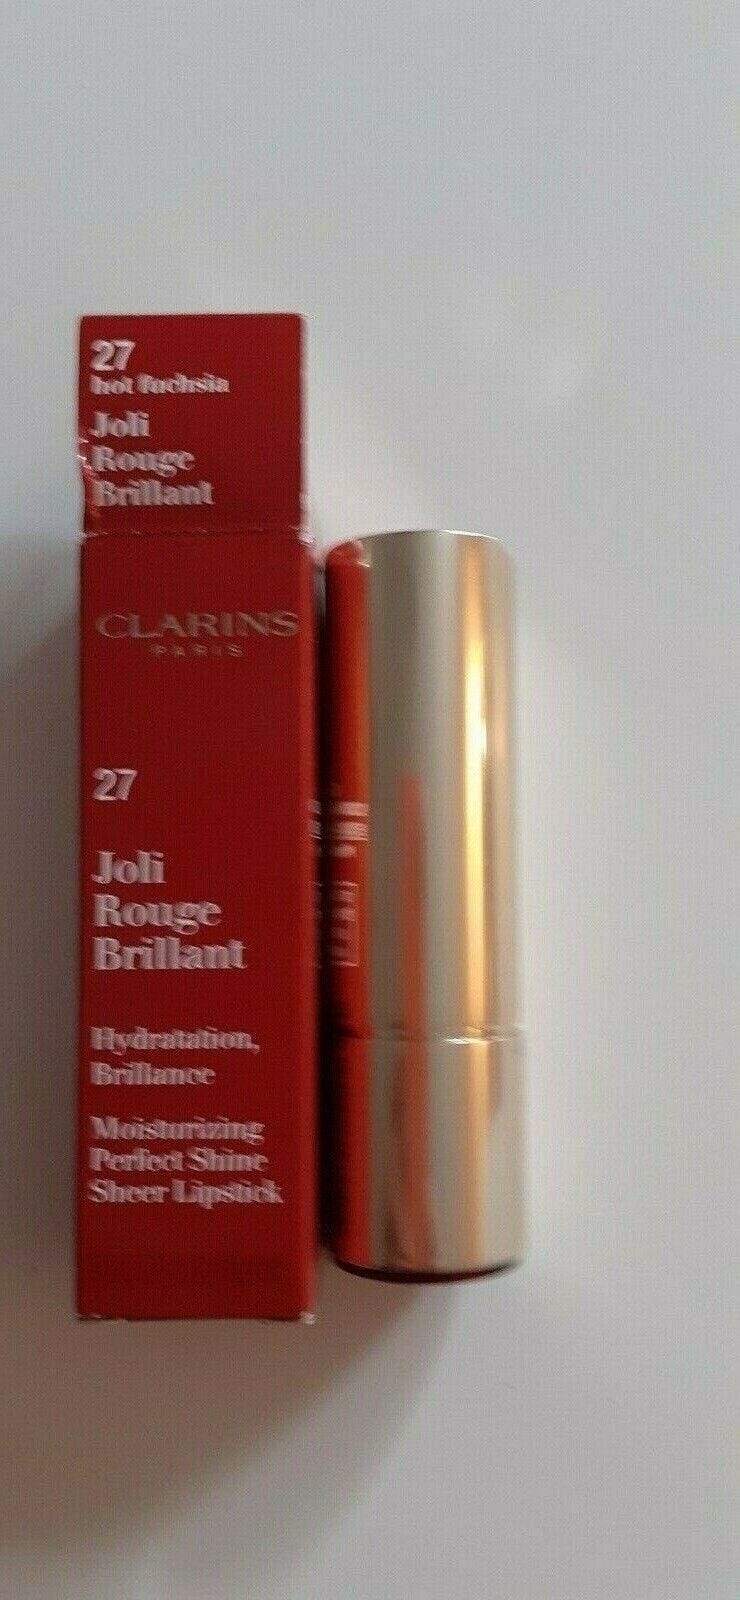 27
hot fuchsia
Joli
Rouge
Brillant
CLARINS
PARIS
27
Joli
Rouge
Brillant
Hydratation,
Brillance
Moisturizing
Perfect Shine
Sheer Lipstick